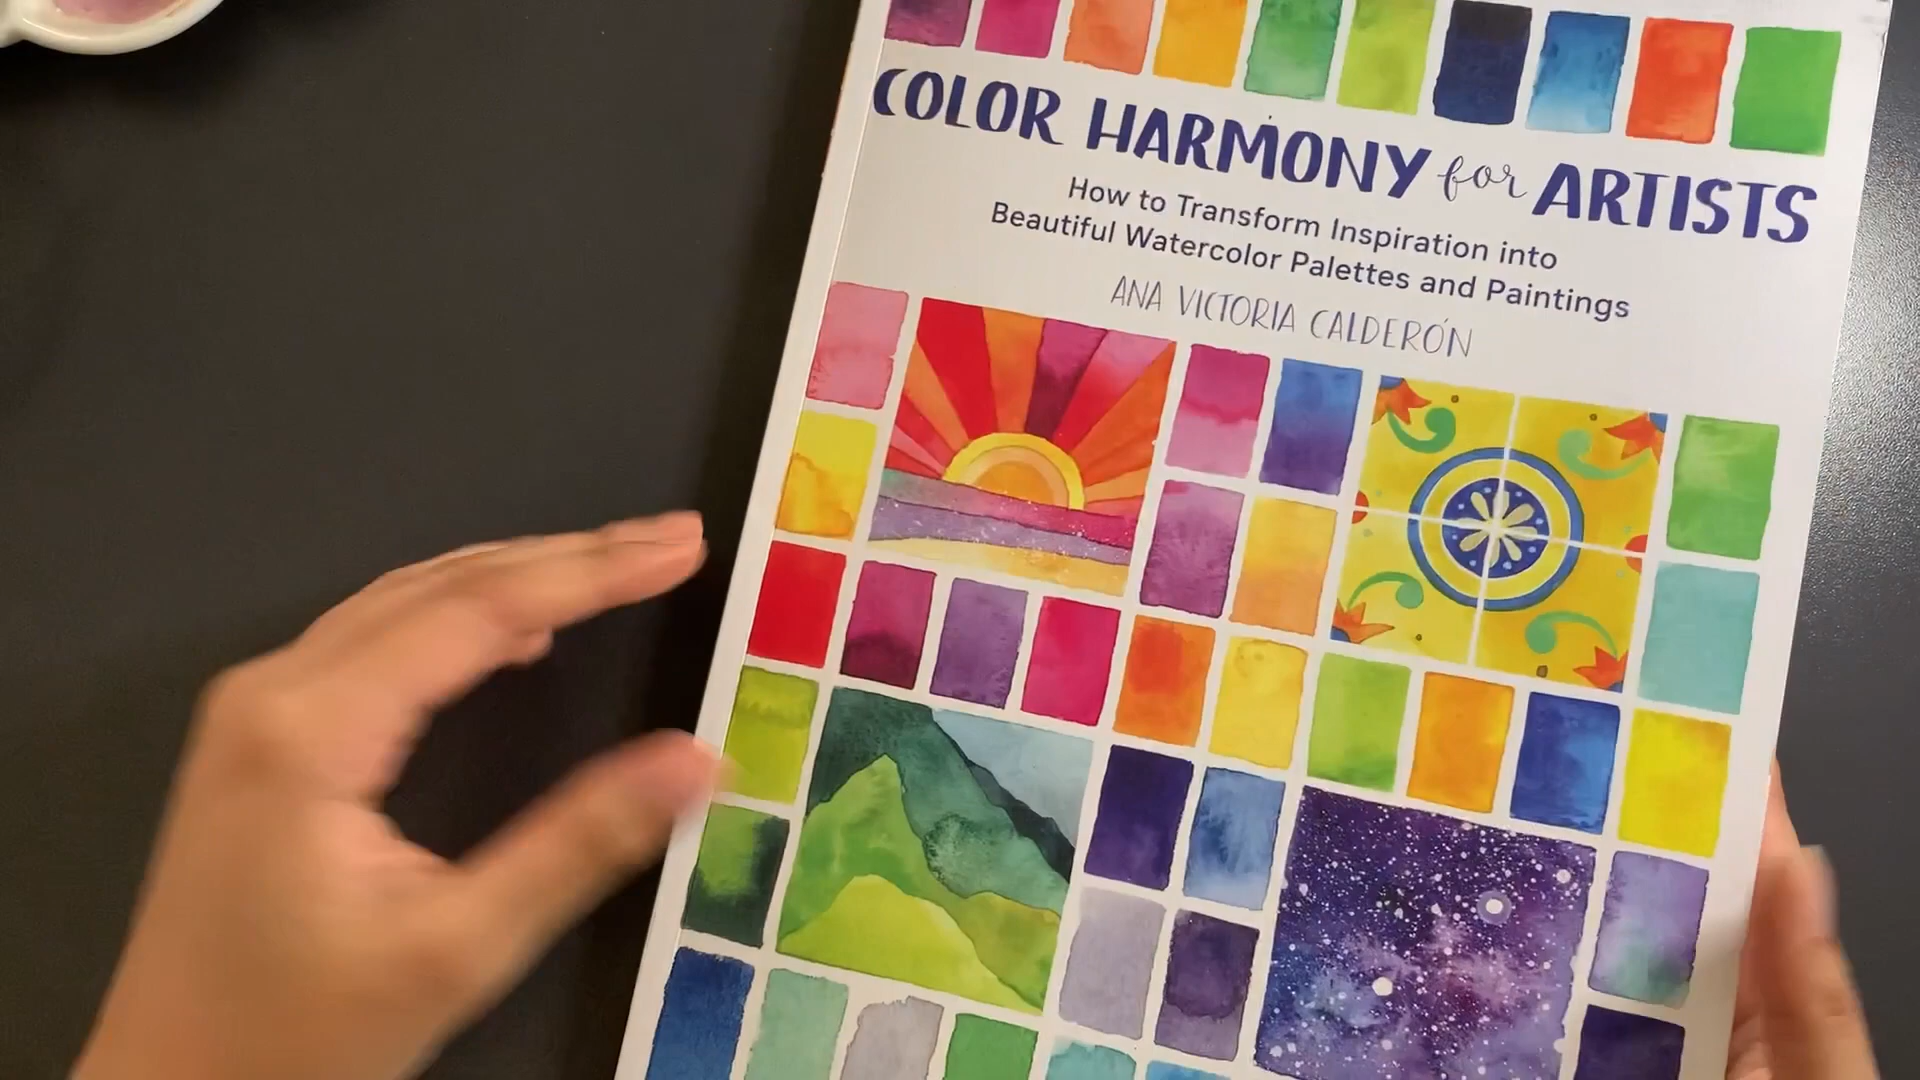 COLOR HARMONY for ARTISTS
How to Transform Inspiration into
Beautiful Watercolor Palettes and Paintings
ANA VICTORIA CALDERÓN